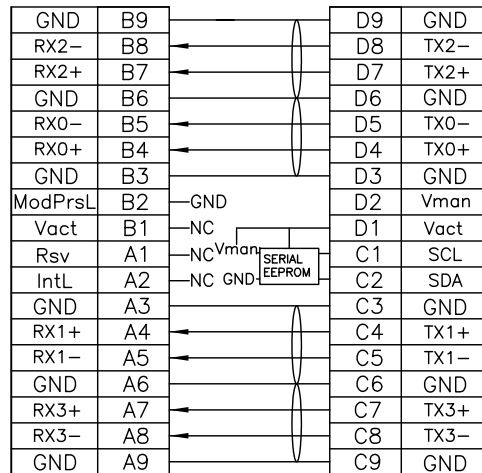 GND B9 D9 GND
RX2- B8 D8 TX2-
RX2+ B7 D7 TX2+
GND B6 D6 GND
RX0- B5 D5 TX0-
RX0+ B4 D4 TX0+
GND B3 D3 GND
ModPrsL B2 GND D2 Vman
Vact B1 NC D1 Vact
Rsv A1 NC Vman SERIAL C1 SCL
IntL A2 NC GND EEPROM C2 SDA
GND A3 C3 GND
RX1+ A4 C4 TX1+
RX1- A5 C5 TX1-
GND A6 C6 GND
RX3+ A7 C7 TX3+
RX3- A8 C8 TX3-
GND A9 C9 GND